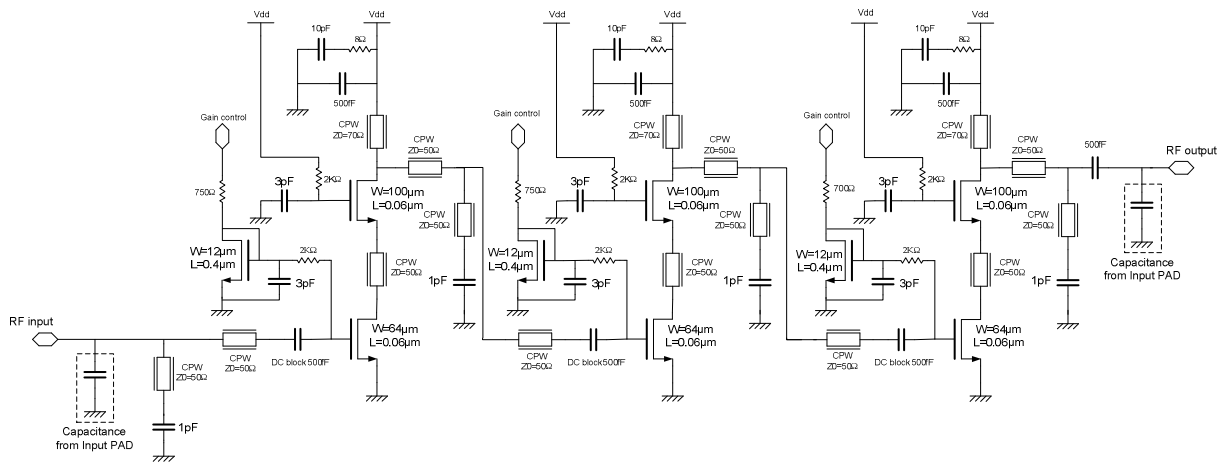 Vdd
Vdd
10pF
8Ω
500fF
Gain control
CPW
Z0=70Ω
CPW
Z0=50Ω
750Ω
3pF
2KΩ
W=100µm
L=0.06µm
CPW
Z0=50Ω
W=12µm
L=0.4µm
2KΩ
3pF
CPW
Z0=50Ω
1pF
RF input
W=64µm
L=0.06µm
CPW
Z0=50Ω
DC block 500fF
CPW
Z0=50Ω
1pF
Capacitance
from Input PAD
Vdd
Vdd
10pF
8Ω
500fF
Gain control
CPW
Z0=70Ω
CPW
Z0=50Ω
750Ω
3pF
2KΩ
W=100µm
L=0.06µm
CPW
Z0=50Ω
W=12µm
L=0.4µm
2KΩ
3pF
CPW
Z0=50Ω
1pF
W=64µm
L=0.06µm
CPW
Z0=50Ω
DC block 500fF
Vdd
Vdd
10pF
8Ω
500fF
Gain control
CPW
Z0=70Ω
CPW
Z0=50Ω
500fF
RF output
700Ω
3pF
2KΩ
W=100µm
L=0.06µm
CPW
Z0=50Ω
W=12µm
L=0.4µm
2KΩ
3pF
CPW
Z0=50Ω
1pF
Capacitance
from Input PAD
W=64µm
L=0.06µm
CPW
Z0=50Ω
DC block 500fF